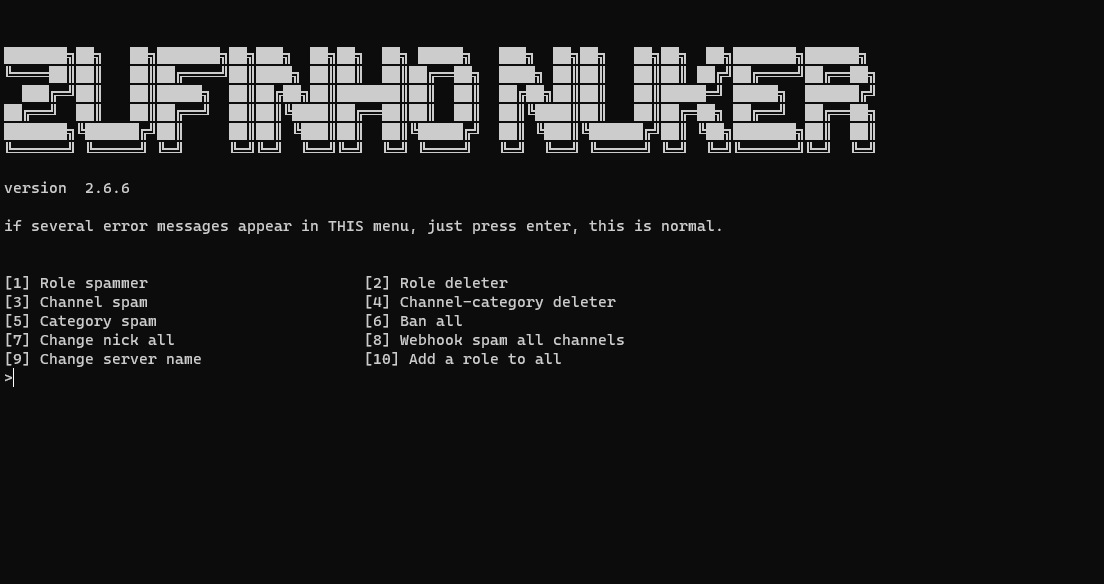 ZUFINHO NUKER
version 2.6.6
if several error messages appear in THIS menu, just press enter, this is normal.
[1] Role spammer [2] Role deleter
[3] Channel spam [4] Channel-category deleter
[5] Category spam [6] Ban all
[7] Change nick all [8] Webhook spam all channels
[9] Change server name [10] Add a role to all
>